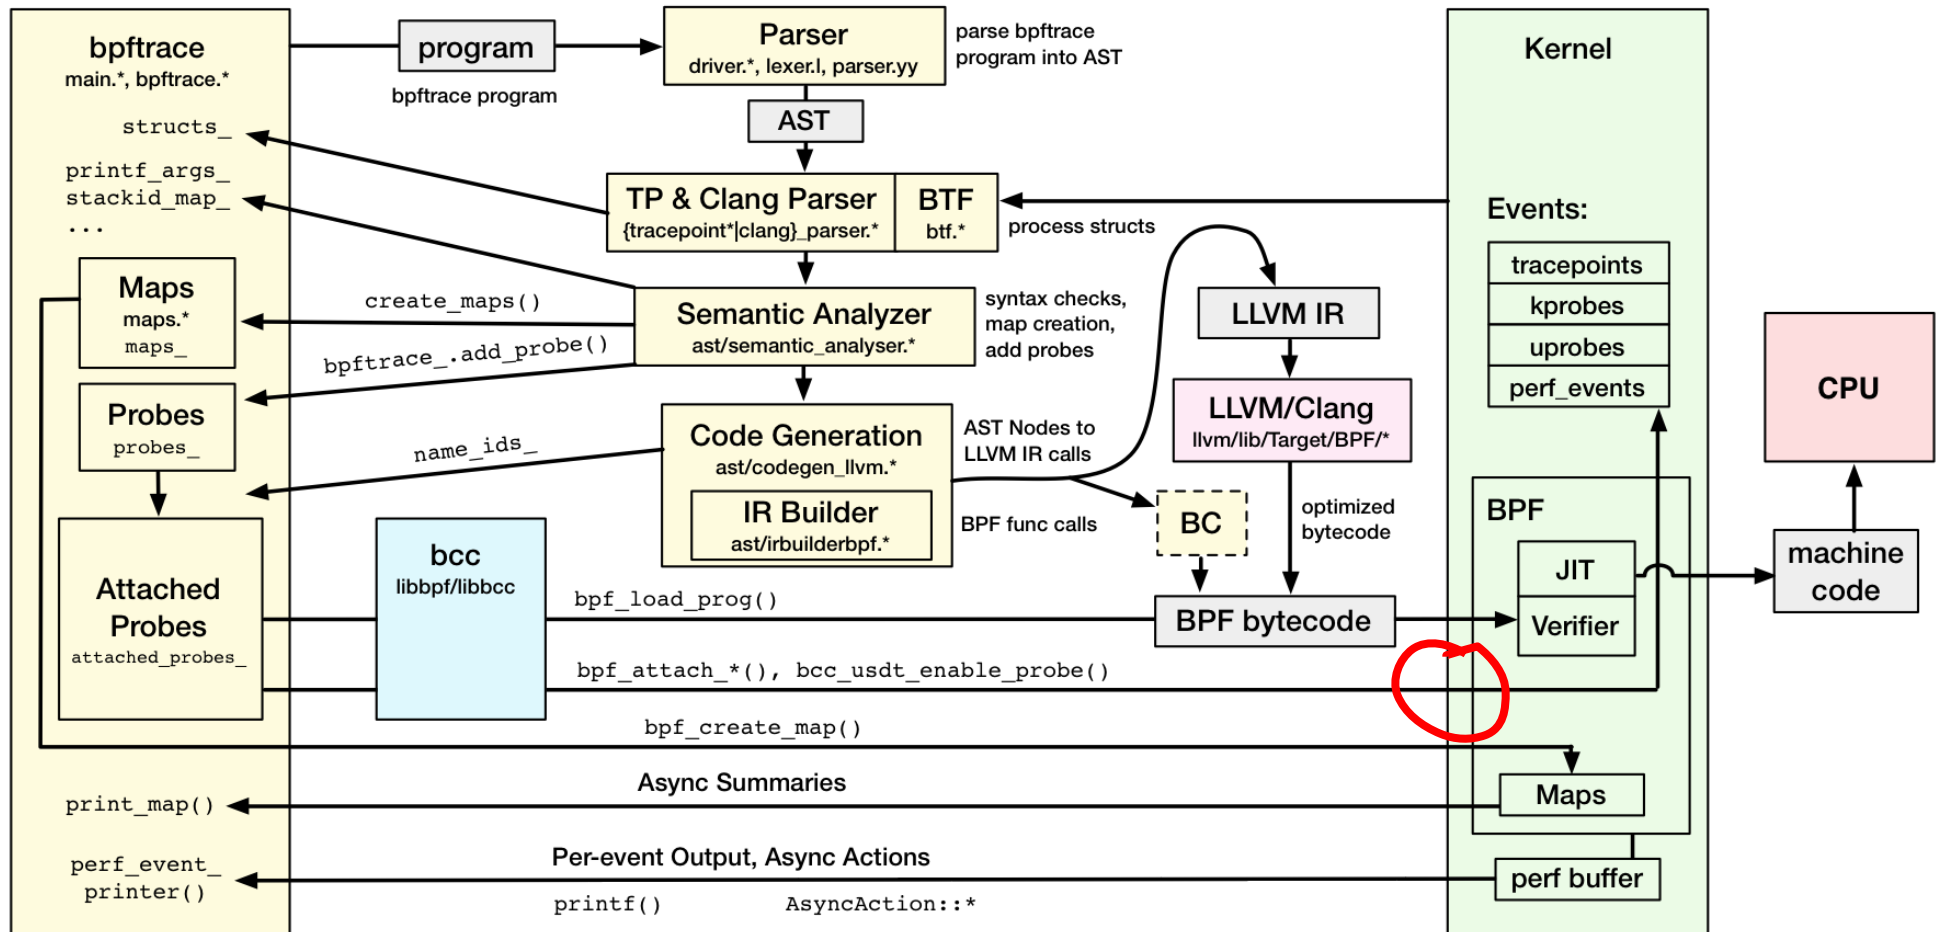 bpftrace
main.*, bpftrace.*
structs_
printf_args_
stackid_map_
...
Maps
maps.*
maps_
Probes
probes_
Attached
Probes
attached_probes_
print_map()
perf_event_
printer()
program
bpftrace program
Parser
driver.*, lexer.l, parser.yy
parse bpftrace
program into AST
AST
TP & Clang Parser
{tracepoint*|clang}_parser.*
BTF
btf.*
process structs
create_maps()
bpftrace_.add_probe()
name_ids_
Semantic Analyzer
ast/semantic_analyser.*
syntax checks,
map creation,
add probes
Code Generation
ast/codegen_llvm.*
IR Builder
ast/irbuilderbpf.*
AST Nodes to
LLVM IR calls
BPF func calls
LLVM IR
LLVM/Clang
llvm/lib/Target/BPF/*
optimized
bytecode
BC
BPF bytecode
bcc
libbpf/libbcc
bpf_load_prog()
bpf_attach_*(), bcc_usdt_enable_probe()
bpf_create_map()
Async Summaries
Per-event Output, Async Actions
printf()
AsyncAction::*
Kernel
Events:
tracepoints
kprobes
uprobes
perf_events
BPF
JIT
Verifier
Maps
perf buffer
CPU
machine
code